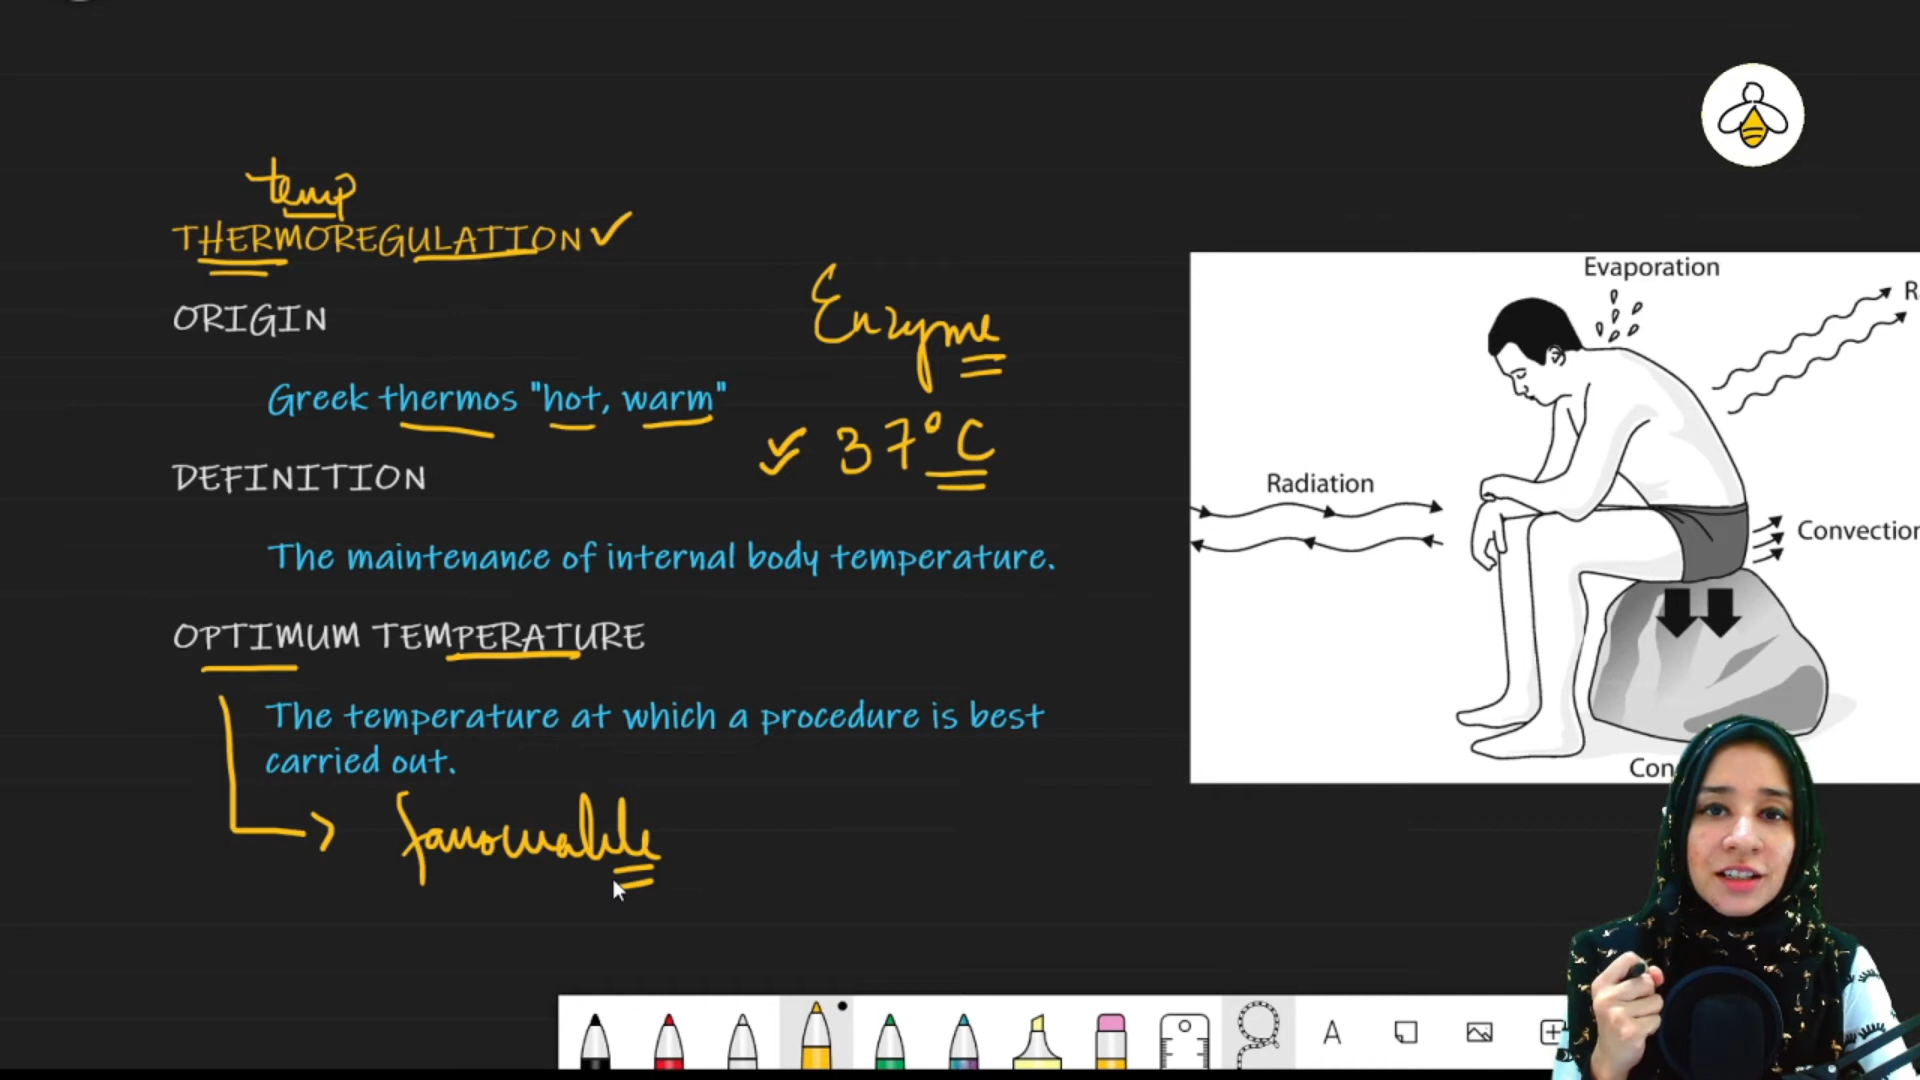 temp
THERMOREGULATION
ORIGIN
Greek thermos "hot, warm"
DEFINITION
The maintenance of internal body temperature.
OPTIMUM TEMPERATURE
The temperature at which a procedure is best
carried out.
favourable
Enzyme
37°C
Evaporation
R
Radiation
Convection
Con
A